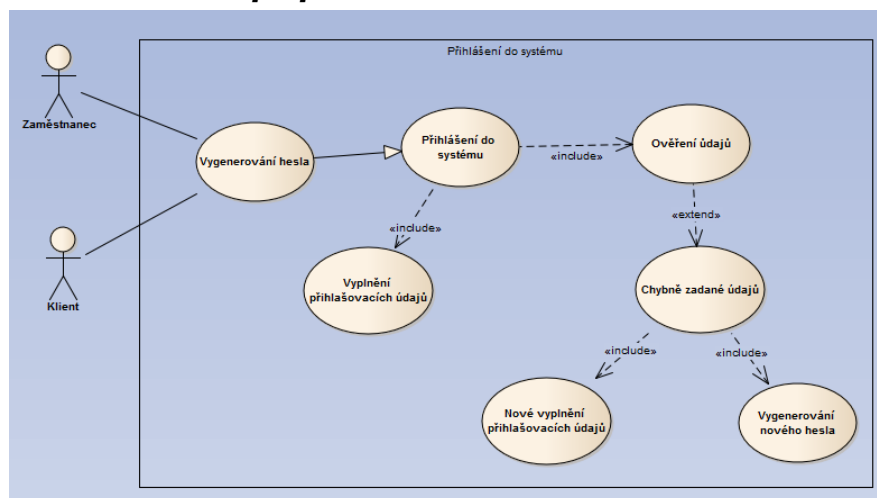 Přihlášení do systému
Zaměstnanec
Vygenerování hesla
Přihlášení do
systému
«include»
Ověření údajů
«include»
«extend»
Vyplnění
přihlašovacích údajů
Chybně zadané údajů
Klient
«include»
«include»
Nové vyplnění
přihlašovacích údajů
Vygenerování
nového hesla